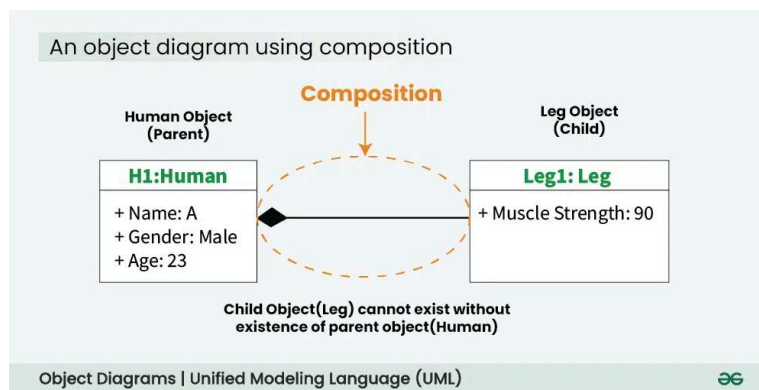 An object diagram using composition
Composition
Human Object
(Parent)
Leg Object
(Child)
H1:Human
+ Name: A
+ Gender: Male
+ Age: 23
Leg1: Leg
+ Muscle Strength: 90
Child Object(Leg) cannot exist without
existence of parent object(Human)
Object Diagrams | Unified Modeling Language (UML)